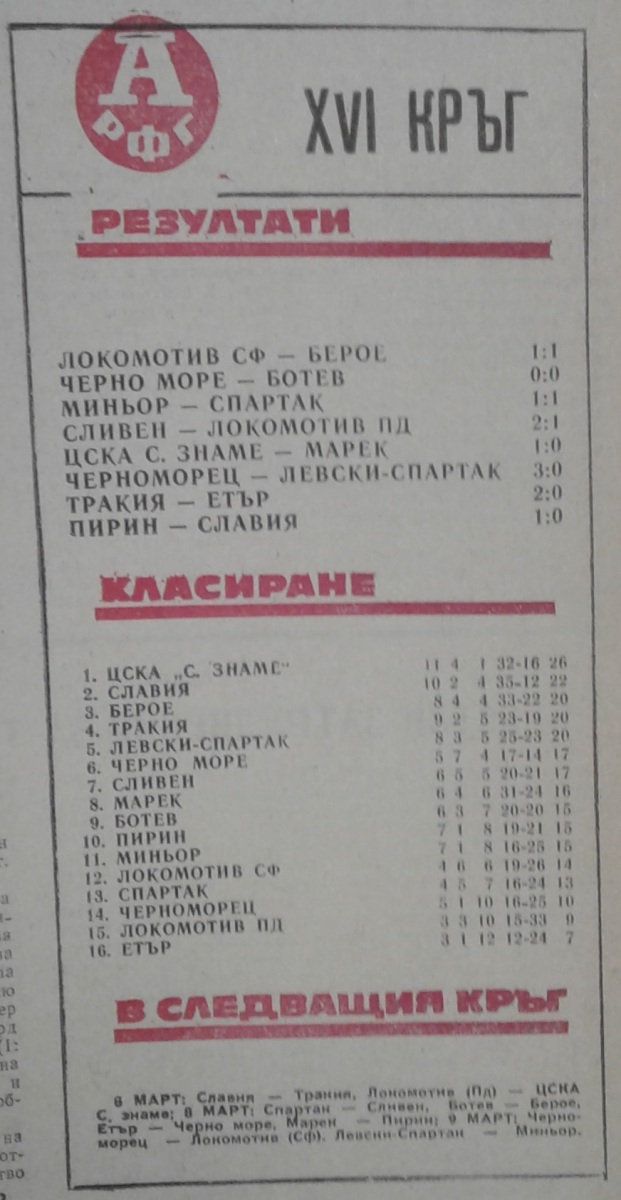 А
РФГ
XVI КРЪГ
РЕЗУЛТАТИ
ЛОКОМОТИВ СФ — БЕРОЕ 1:1
ЧЕРНО МОРЕ — БОТЕВ 0:0
МИНЬОР — СПАРТАК 1:1
СЛИВЕН — ЛОКОМОТИВ ПД 2:1
ЦСКА С. ЗНАМЕ — МАРЕК 1:0
ЧЕРНОМОРЕЦ — ЛЕВСКИ-СПАРТАК 3:0
ТРАКИЯ — ЕТЪР 2:0
ПИРИН — СЛАВИЯ 1:0
КЛАСИРАНЕ
1. ЦСКА „С. ЗНАМЕ" 11 4 1 32-16 26
2. СЛАВИЯ 10 2 4 35-12 22
3. БЕРОЕ 8 4 4 33-22 20
4. ТРАКИЯ 9 2 5 23-19 20
5. ЛЕВСКИ-СПАРТАК 8 3 5 25-23 20
6. ЧЕРНО МОРЕ 5 7 4 17-14 17
7. СЛИВЕН 6 5 5 20-21 17
8. МАРЕК 6 4 6 31-24 16
9. БОТЕВ 6 3 7 20-20 15
10. ПИРИН 7 1 8 19-21 15
11. МИНЬОР 7 1 8 16-25 15
12. ЛОКОМОТИВ СФ 4 6 6 19-26 14
13. СПАРТАК 4 5 7 16-24 13
14. ЧЕРНОМОРЕЦ 5 1 10 16-25 10
15. ЛОКОМОТИВ ПД 3 3 10 15-33 9
16. ЕТЪР 3 1 12 12-24 7
В СЛЕДВАЩИЯ КРЪГ
6 МАРТ: Славия — Тракия, Локомотив (Пд) — ЦСКА
С. знаме; 8 МАРТ: Спартак — Сливен, Ботев — Берое,
Етър — Черно море, Марек — Пирин; 9 МАРТ: Черно-
морец — Локомотив (Сф), Левски-Спартак — Миньор.